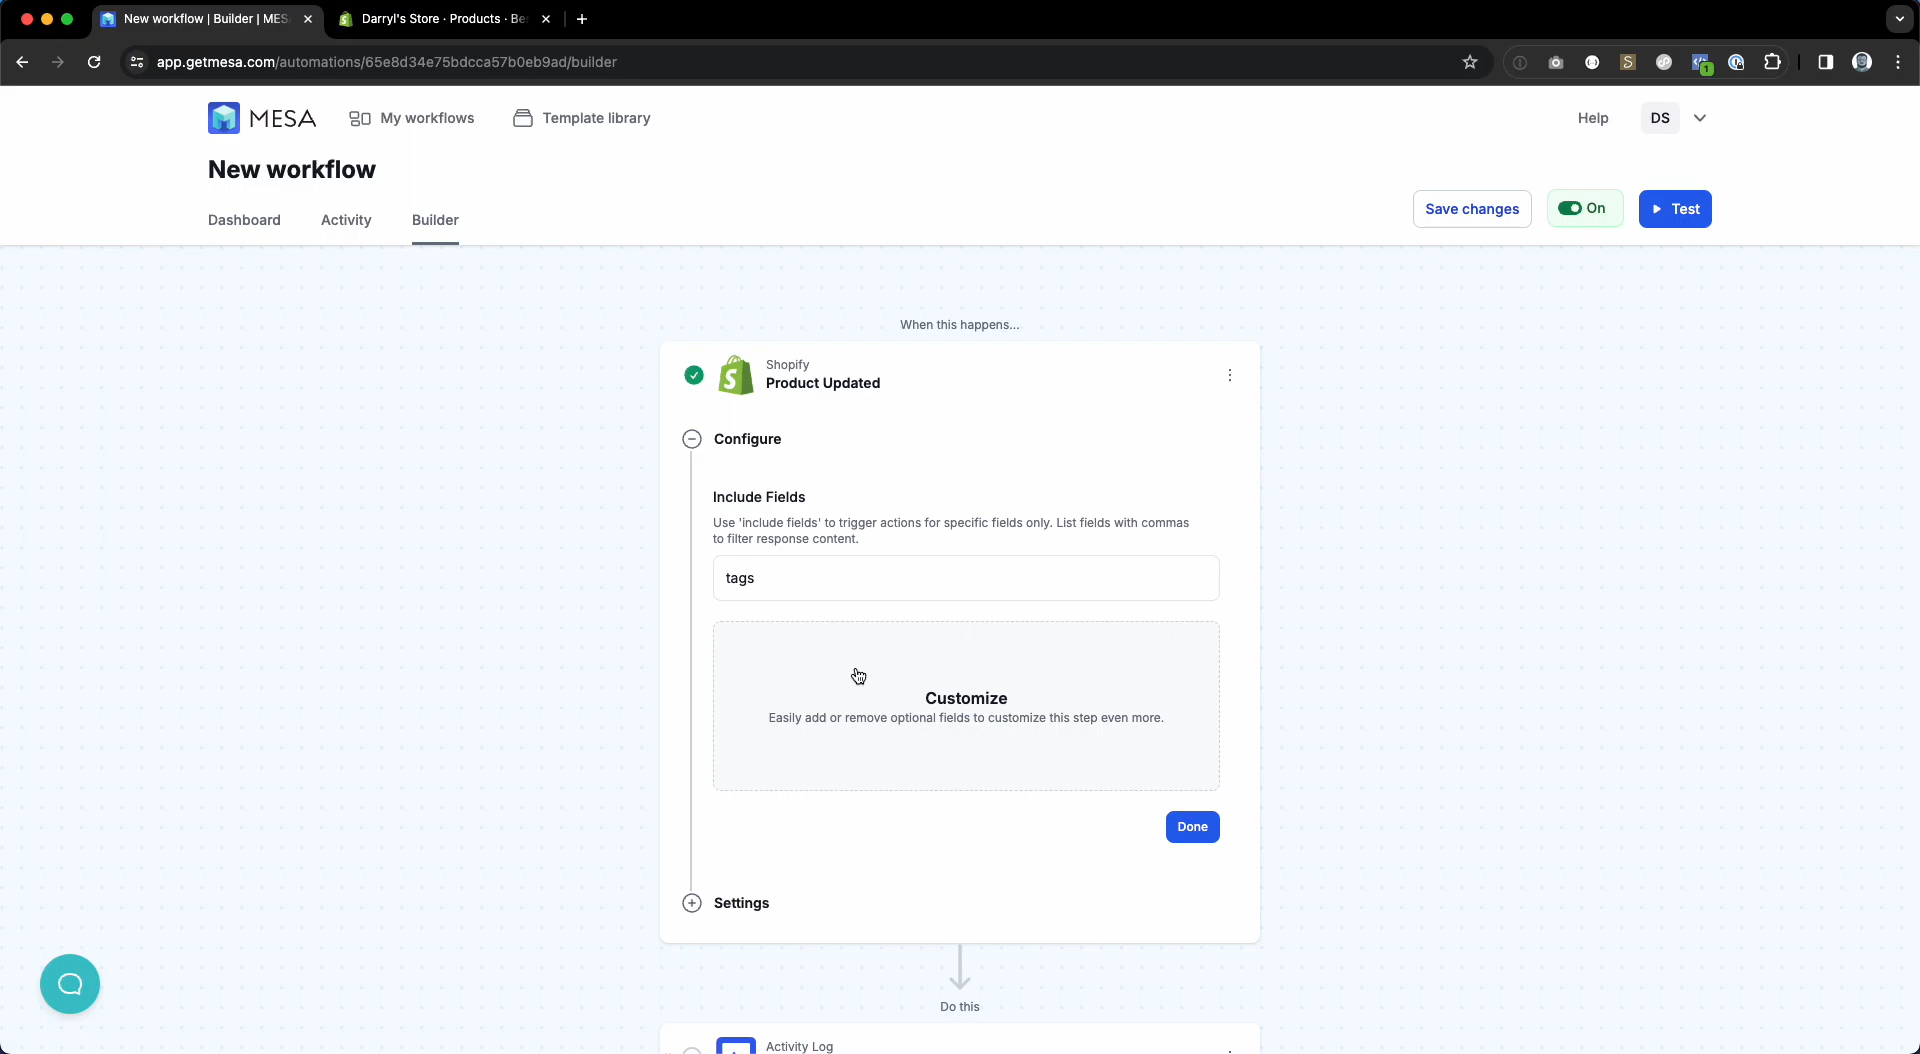 New workflow | Builder | MES
Darryl's Store · Products · Be
app.getmesa.com/automations/65e8d34e75bdcca57b0eb9ad/builder
1
MESA
My workflows
Template library
Help
DS
New workflow
Dashboard
Activity
Builder
Save changes
On
Test
When this happens...
Shopify
Product Updated
Configure
Include Fields
Use 'include fields' to trigger actions for specific fields only. List fields with commas
to filter response content.
tags
Customize
Easily add or remove optional fields to customize this step even more.
Done
Settings
Do this
Activity Log